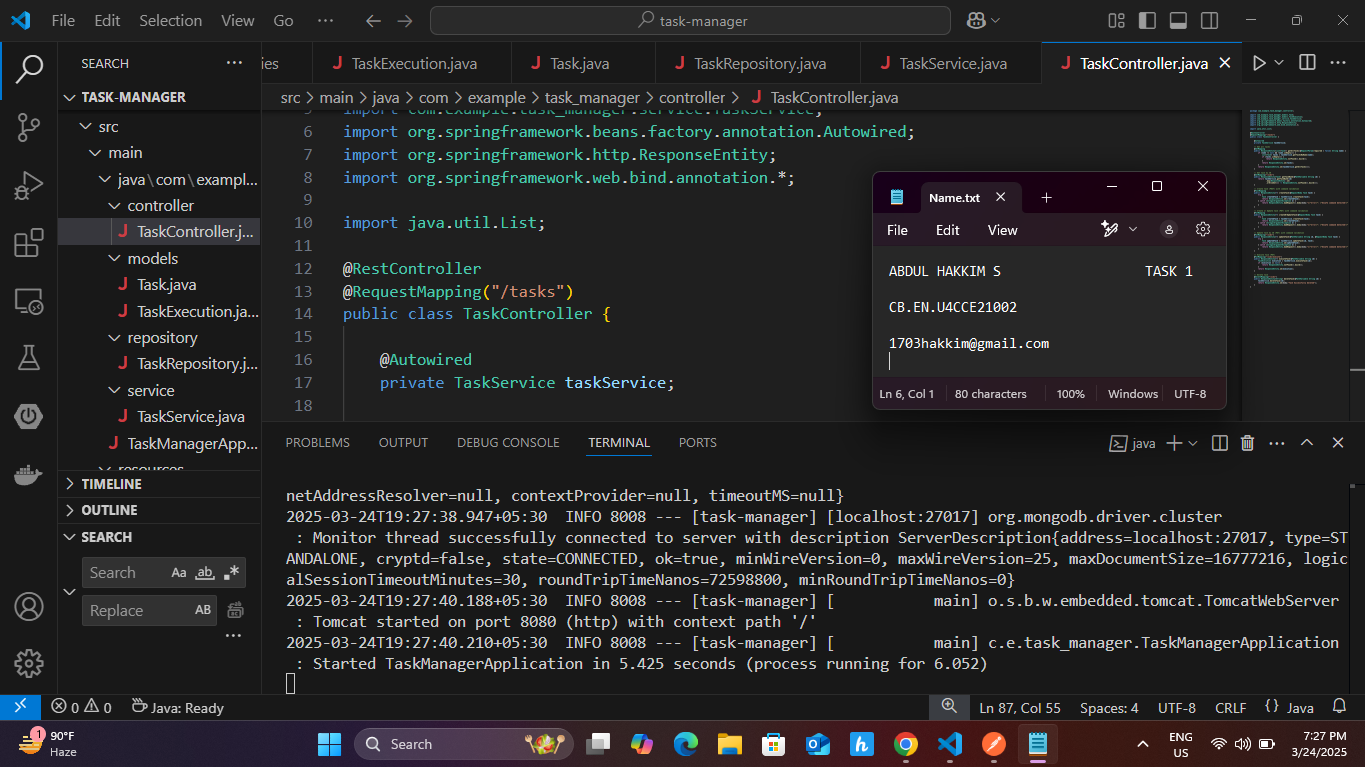 File Edit Selection View Go ··· task-manager
SEARCH ···
ies TaskExecution.java Task.java TaskRepository.java TaskService.java TaskController.java
TASK-MANAGER
src
main
java\com\exampl...
controller
TaskController.j...
models
Task.java
TaskExecution.ja...
repository
TaskRepository.j...
service
TaskService.java
TaskManagerApp...
resources
TIMELINE
OUTLINE
SEARCH
Search Aa ab
Replace AB
src > main > java > com > example > task_manager > controller > TaskController.java
5 import com.example.task_manager.service.TaskService;
6 import org.springframework.beans.factory.annotation.Autowired;
7 import org.springframework.http.ResponseEntity;
8 import org.springframework.web.bind.annotation.*;
9
10 import java.util.List;
11
12 @RestController
13 @RequestMapping("/tasks")
14 public class TaskController {
15
16 @Autowired
17 private TaskService taskService;
18
Name.txt
File Edit View
ABDUL HAKKIM S TASK 1
CB.EN.U4CCE21002
1703hakkim@gmail.com
Ln 6, Col 1 80 characters 100% Windows UTF-8
PROBLEMS OUTPUT DEBUG CONSOLE TERMINAL PORTS java
netAddressResolver=null, contextProvider=null, timeoutMS=null}
2025-03-24T19:27:38.947+05:30 INFO 8008 --- [task-manager] [localhost:27017] org.mongodb.driver.cluster
: Monitor thread successfully connected to server with description ServerDescription{address=localhost:27017, type=ST
ANDALONE, cryptd=false, state=CONNECTED, ok=true, minWireVersion=0, maxWireVersion=25, maxDocumentSize=16777216, logic
alSessionTimeoutMinutes=30, roundTripTimeNanos=72598800, minRoundTripTimeNanos=0}
2025-03-24T19:27:40.188+05:30 INFO 8008 --- [task-manager] [ main] o.s.b.w.embedded.tomcat.TomcatWebServer
: Tomcat started on port 8080 (http) with context path '/'
2025-03-24T19:27:40.210+05:30 INFO 8008 --- [task-manager] [ main] c.e.task_manager.TaskManagerApplication
: Started TaskManagerApplication in 5.425 seconds (process running for 6.052)
0 0 Java: Ready Ln 87, Col 55 Spaces: 4 UTF-8 CRLF {} Java
1 90°F
Haze
Search
ENG
US
7:27 PM
3/24/2025